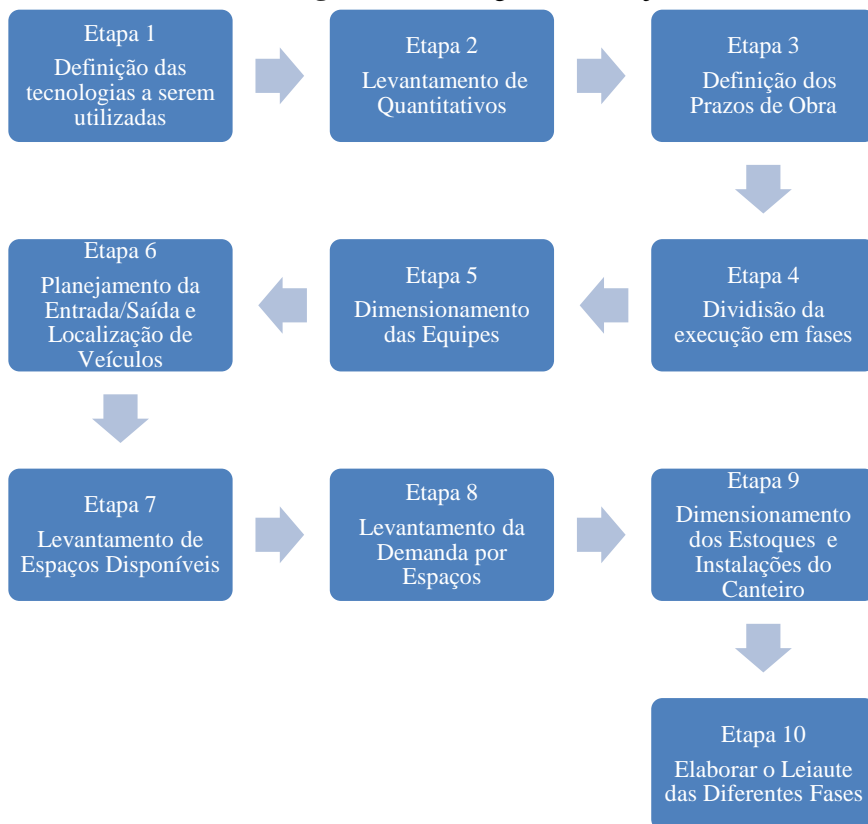 Etapa 1
Definição das
tecnologias a serem
utilizadas
Etapa 2
Levantamento de
Quantitativos
Etapa 3
Definição dos
Prazos de Obra
Etapa 4
Dividisão da
execução em fases
Etapa 5
Dimensionamento
das Equipes
Etapa 6
Planejamento da
Entrada/Saída e
Localização de
Veículos
Etapa 7
Levantamento de
Espaços Disponíveis
Etapa 8
Levantamento da
Demanda por
Espaços
Etapa 9
Dimensionamento
dos Estoques e
Instalações do
Canteiro
Etapa 10
Elaborar o Leiaute
das Diferentes Fases